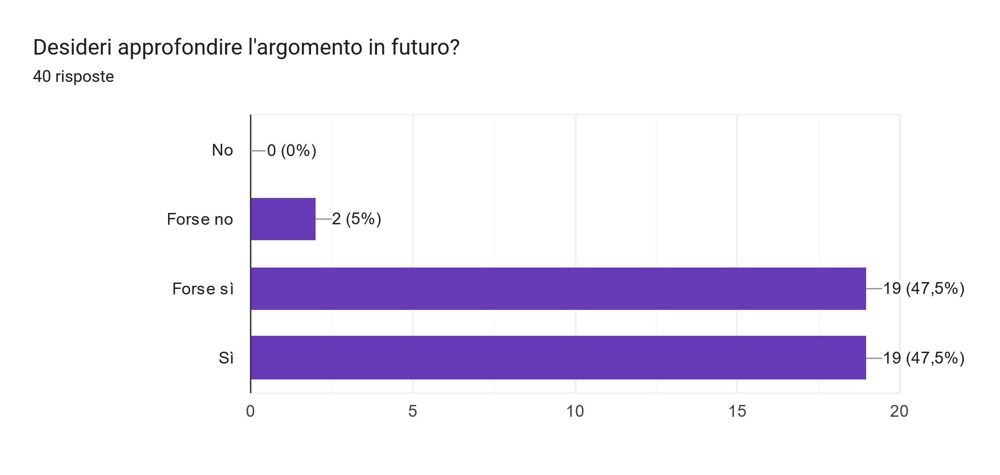 Desideri approfondire l'argomento in futuro?
40 risposte
No
0 (0%)
Forse no
2 (5%)
Forse sì
19 (47,5%)
Sì
19 (47,5%)
0 5 10 15 20